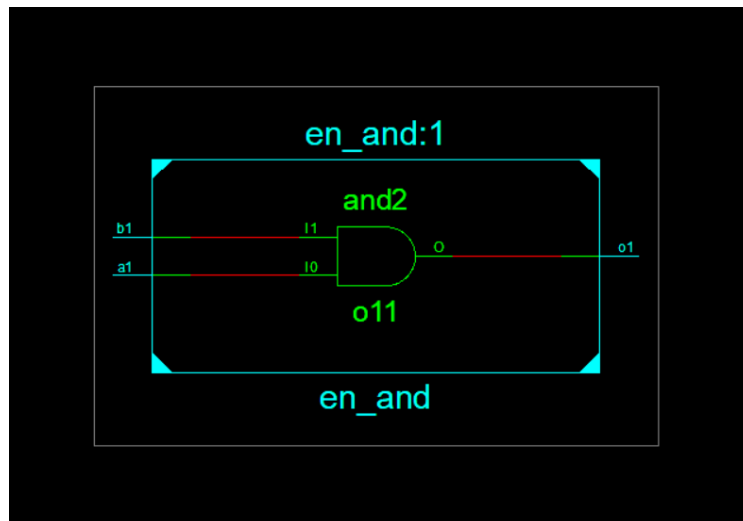 en_and:1
and2
b1 I1
O o1
a1 I0
o11
en_and